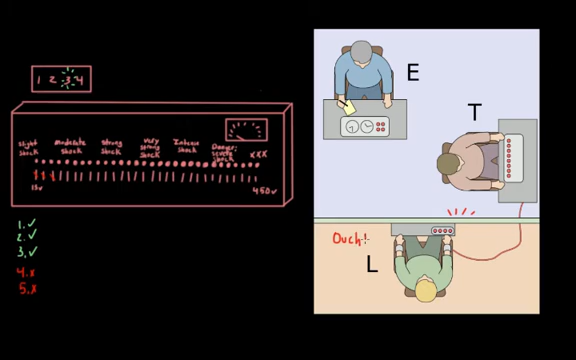 1 2 3 4
slight shock
moderate shock
strong shock
very strong shock
Intense shock
Danger: severe shock
XXX
15v
450v
1. ✓
2. ✓
3. ✓
4. x
5. x
E
T
Ouch!
L